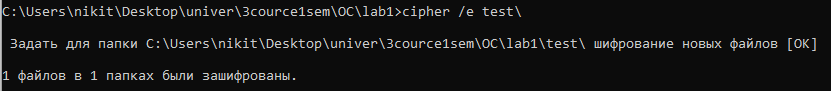 C:\Users\nikit\Desktop\univer\3cource1sem\OC\lab1>cipher /e test\
Задать для папки C:\Users\nikit\Desktop\univer\3cource1sem\OC\lab1\test\ шифрование новых файлов [OK]
1 файлов в 1 папках были зашифрованы.